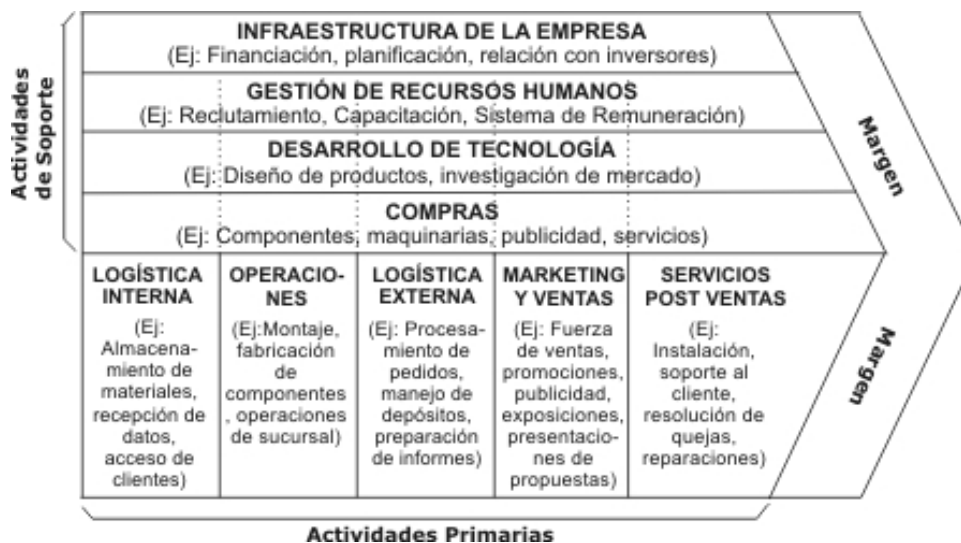 INFRAESTRUCTURA DE LA EMPRESA
(Ej: Financiación, planificación, relación con inversores)
GESTIÓN DE RECURSOS HUMANOS
(Ej: Reclutamiento, Capacitación, Sistema de Remuneración)
DESARROLLO DE TECNOLOGÍA
(Ej: Diseño de productos, investigación de mercado)
COMPRAS
(Ej: Componentes, maquinarias, publicidad, servicios)
Actividades
de Soporte
Margen
LOGÍSTICA
INTERNA
(Ej:
Almacena-
miento de
materiales,
recepción de
datos,
acceso de
clientes)
OPERACIO-
NES
(Ej:Montaje,
fabricación
de
componentes
, operaciones
de sucursal)
LOGÍSTICA
EXTERNA
(Ej: Procesa-
miento de
pedidos,
manejo de
depósitos,
preparación
de informes)
MARKETING
Y VENTAS
(Ej: Fuerza
de ventas,
promociones,
publicidad,
exposiciones,
presentacio-
nes de
propuestas)
SERVICIOS
POST VENTAS
(Ej:
Instalación,
soporte al
cliente,
resolución de
quejas,
reparaciones)
Margen
Actividades Primarias